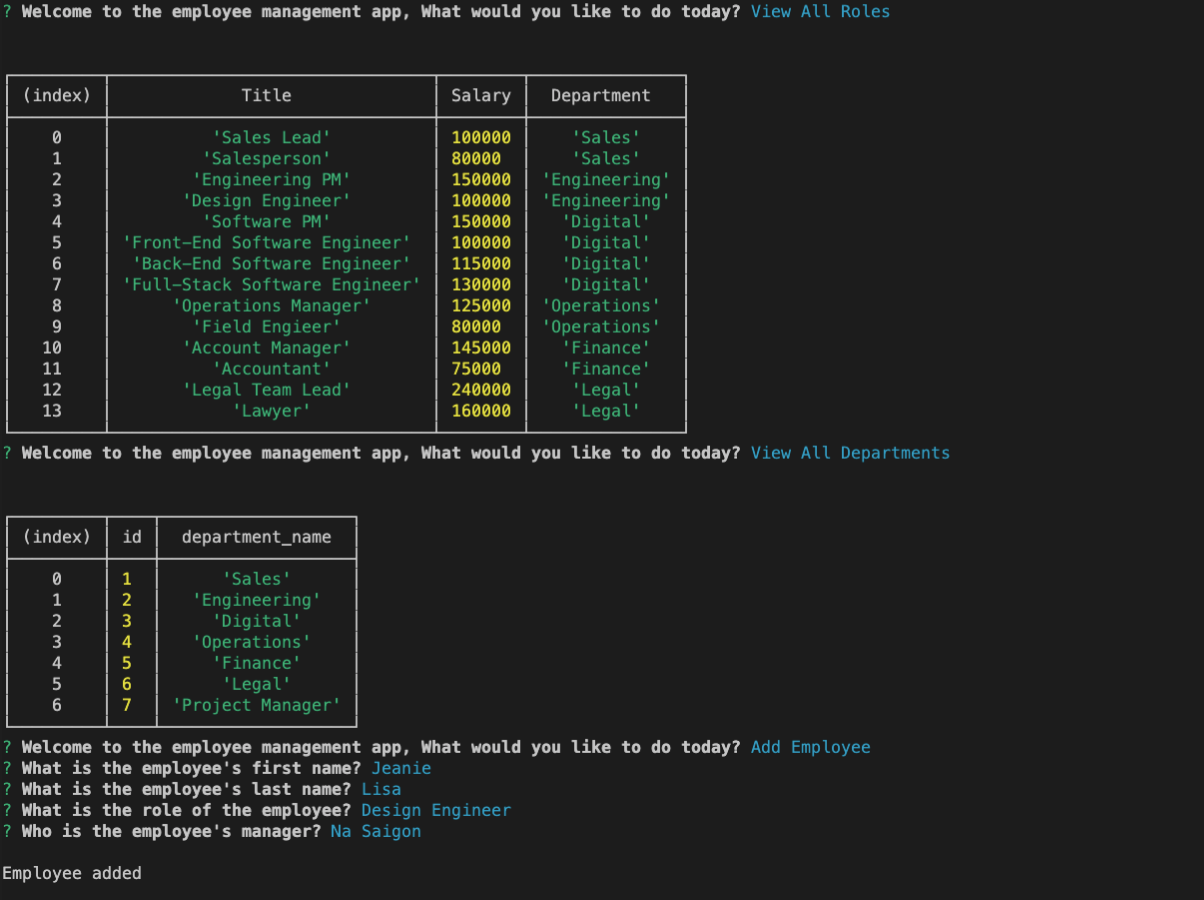 ? Welcome to the employee management app, What would you like to do today? View All Roles
(index) Title Salary Department
0 'Sales Lead' 100000 'Sales'
1 'Salesperson' 80000 'Sales'
2 'Engineering PM' 150000 'Engineering'
3 'Design Engineer' 100000 'Engineering'
4 'Software PM' 150000 'Digital'
5 'Front-End Software Engineer' 100000 'Digital'
6 'Back-End Software Engineer' 115000 'Digital'
7 'Full-Stack Software Engineer' 130000 'Digital'
8 'Operations Manager' 125000 'Operations'
9 'Field Engieer' 80000 'Operations'
10 'Account Manager' 145000 'Finance'
11 'Accountant' 75000 'Finance'
12 'Legal Team Lead' 240000 'Legal'
13 'Lawyer' 160000 'Legal'
? Welcome to the employee management app, What would you like to do today? View All Departments
(index) id department_name
0 1 'Sales'
1 2 'Engineering'
2 3 'Digital'
3 4 'Operations'
4 5 'Finance'
5 6 'Legal'
6 7 'Project Manager'
? Welcome to the employee management app, What would you like to do today? Add Employee
? What is the employee's first name? Jeanie
? What is the employee's last name? Lisa
? What is the role of the employee? Design Engineer
? Who is the employee's manager? Na Saigon
Employee added